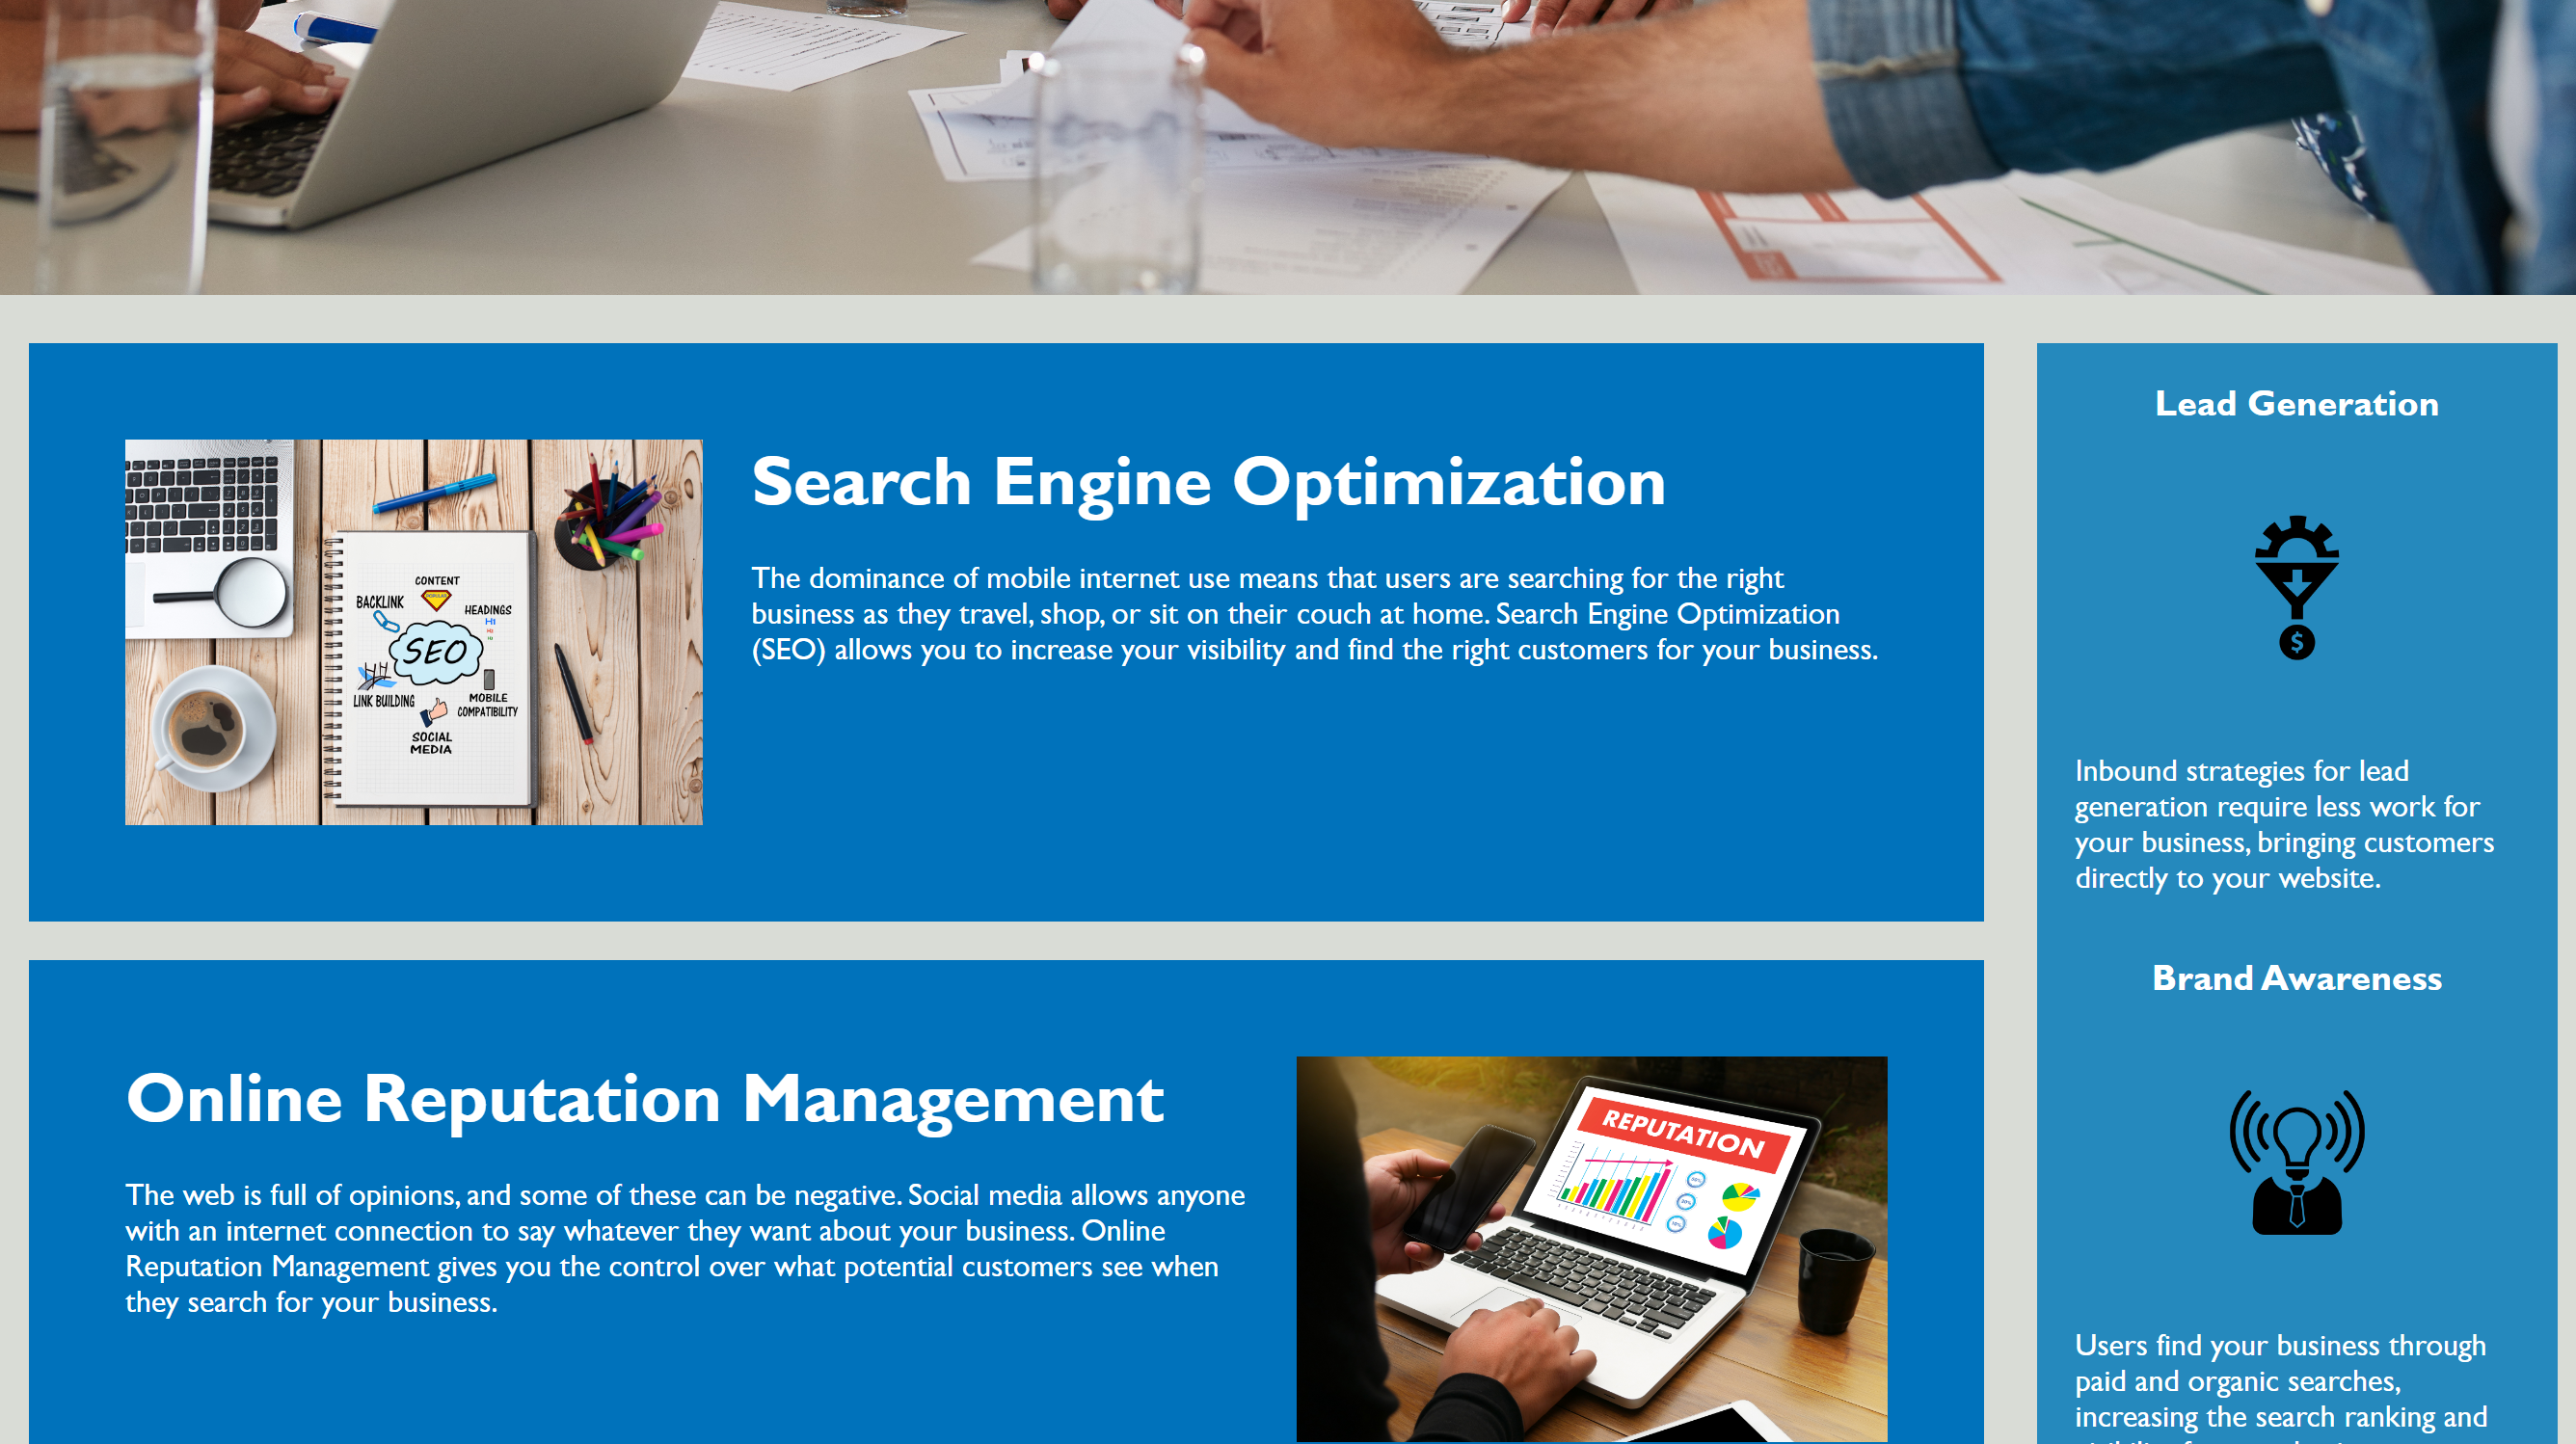 Search Engine Optimization
The dominance of mobile internet use means that users are searching for the right
business as they travel, shop, or sit on their couch at home. Search Engine Optimization
(SEO) allows you to increase your visibility and find the right customers for your business.
CONTENT
BACKLINK
HEADINGS
H1
SEO
LINK BUILDING
MOBILE
COMPATIBILITY
SOCIAL
MEDIA
Online Reputation Management
The web is full of opinions, and some of these can be negative. Social media allows anyone
with an internet connection to say whatever they want about your business. Online
Reputation Management gives you the control over what potential customers see when
they search for your business.
REPUTATION
Lead Generation
$
Inbound strategies for lead
generation require less work for
your business, bringing customers
directly to your website.
Brand Awareness
Users find your business through
paid and organic searches,
increasing the search ranking and